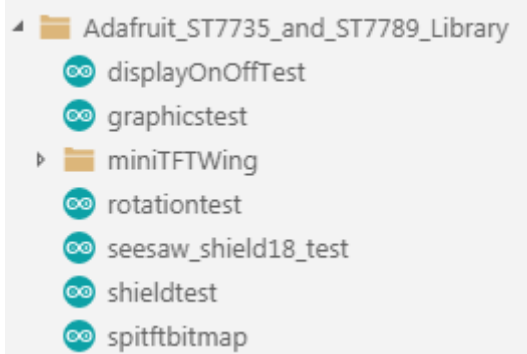 Adafruit_ST7735_and_ST7789_Library
displayOnOffTest
graphicstest
miniTFTWing
rotationtest
seesaw_shield18_test
shieldtest
spitftbitmap